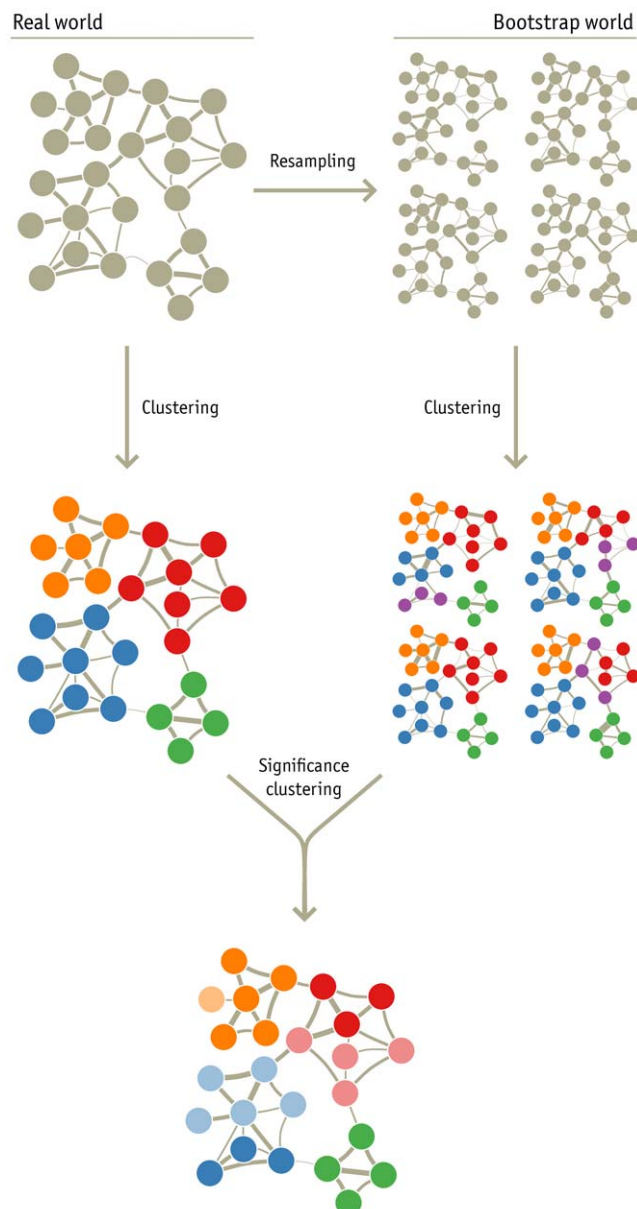 Real world
Bootstrap world
Resampling
Clustering
Clustering
Significance
clustering